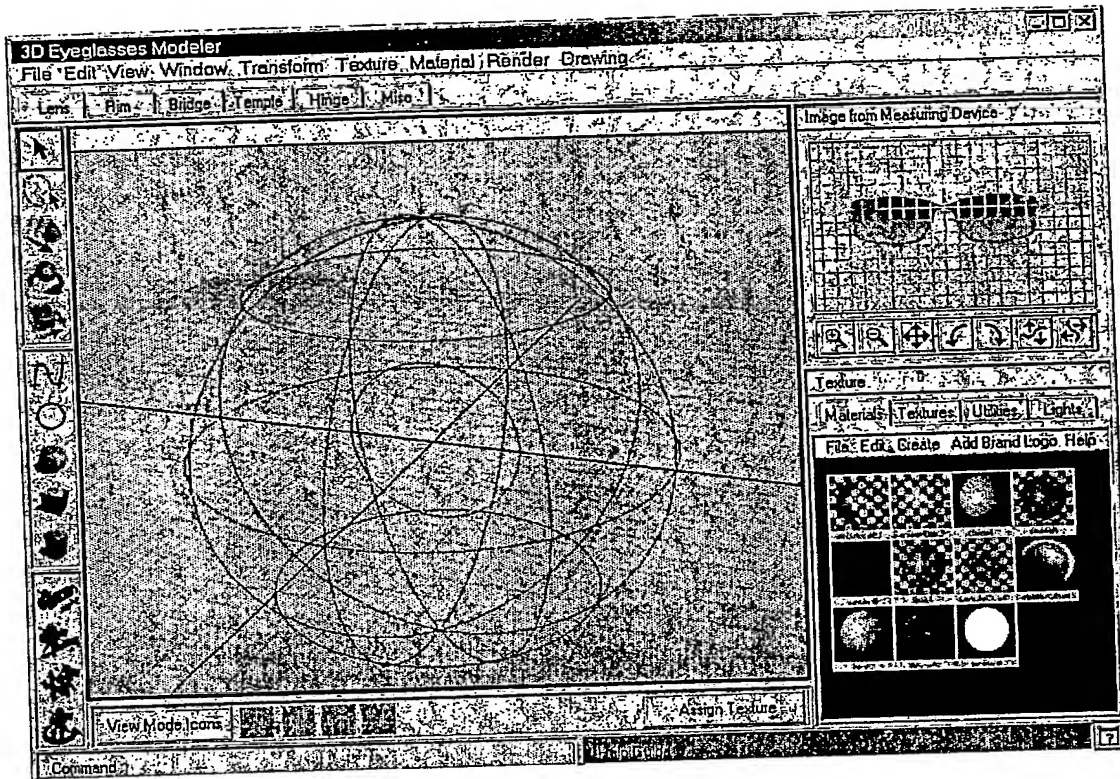 3D Eyeglasses Modeler
File Edit View Window Transform Texture Material Render Drawing
Lens Rim Bridge Temple Hinge Misc
Image from Measuring Device
Texture
Materials Textures Utilities Lights
File Edit Create Add Brand Logo Help
View Mode Icons
Assign Texture
Command
?